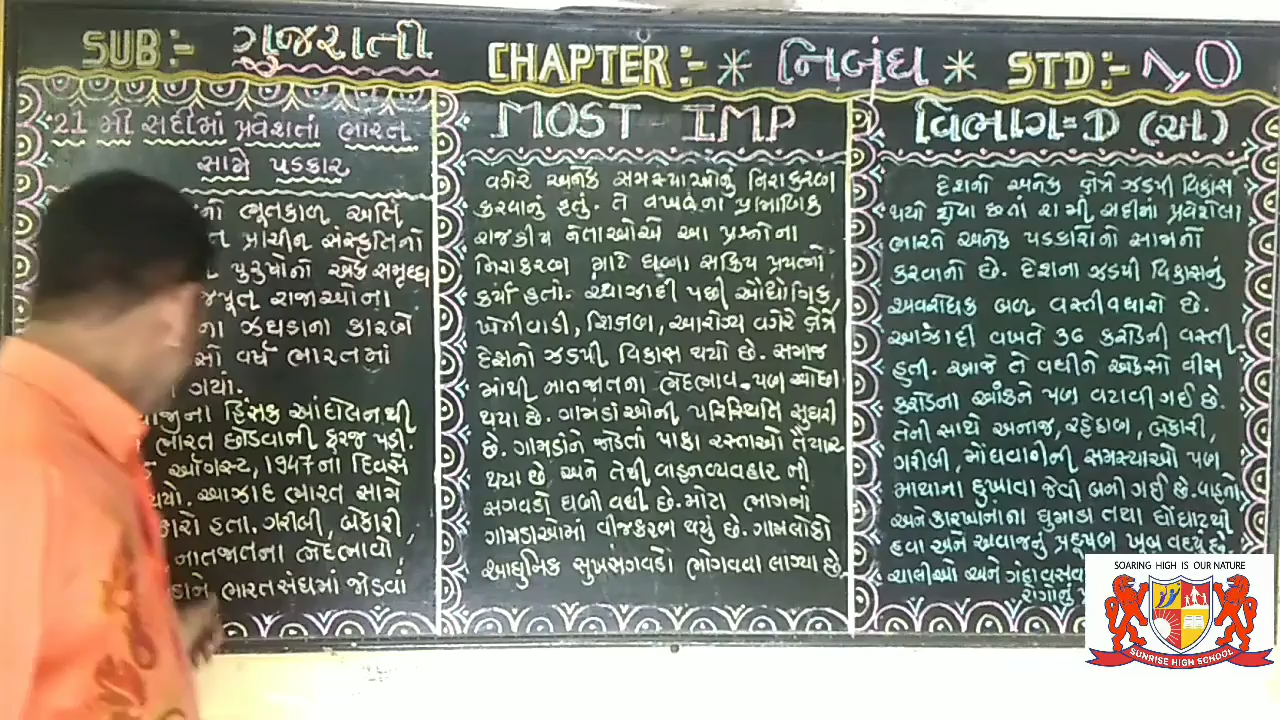 SUB:- ગુજરાતી
CHAPTER:- * નિબંધ *
STD:- 10
21 મી સદીમાં પ્રવેશતાં ભારત
સામે પડકાર
નો ભૂતકાળ અતિ
પ્રાચીન સંસ્કૃતિનો
પુરુષોનો એક સમૃધ્ધ
રાજાઓના
ના ઝઘડાના કારણે
સો વર્ષ ભારતમાં
ગયાં.
હિંસક આંદોલનથી
ભારત છોડવાની ફરજ પડી.
ઑગસ્ટ, 1947ના દિવસે
થયો. આઝાદ ભારત સામે
હતા. ગરીબી, બેકારી,
નાતજાતના ભેદભાવો,
ભારતસંઘમાં જોડવાં
MOST IMP
વગેરે અનેક સમસ્યાઓનું નિરાકરણ
કરવાનું હતું. તે વખતના પ્રામાણિક
રાજકીય નેતાઓએ આ પ્રશ્નોના
નિરાકરણ માટે ઘણા સક્રિય પ્રયત્નો
કર્યા હતાં. આઝાદી પછી ઔધોગિક,
ખેતીવાડી, શિક્ષણ, આરોગ્ય વગેરે ક્ષેત્રે
દેશનો ઝડપી વિકાસ થયો છે. સમાજ
માંથી નાતજાતના ભેદભાવ પણ ઓછા
થયા છે. ગામડાંઓની પરિસ્થિતિ સુધરી
છે. ગામડાંને જોડતાં પાકા રસ્તાઓ તૈયાર
થયા છે અને તેથી વાહનવ્યવહાર ની
સગવડો ઘણી વધી છે. મોટા ભાગનાં
ગામડાઓમાં વીજકરણ થયું છે. ગામલોકો
આધુનિક સુખસગવડો ભોગવવા લાગ્યા છે.
વિભાગ=D (અ)
દેશનો અનેક ક્ષેત્રે ઝડપી વિકાસ
થયો હોવા છતાં સદીમાં પ્રવેશેલા
ભારતે અનેક પડકારોનો સામનો
કરવાનો છે. દેશના ઝડપી વિકાસનું
અવરોધક બળ વસ્તીવધારો છે.
આઝાદી વખતે 36 કરોડની વસ્તી
હતી. આજે તે વધીને એકસો વીસ
કરોડના આંકને પણ વટાવી ગઈ છે.
તેની સાથે અનાજ, રહેઠાણ, બેકારી,
ગરીબી, મોંઘવારીની સમસ્યાઓ પણ
માથાના દુખાવા જેવી બની ગઈ છે. વાહનો
અને કારખાનાંના ધુમાડા તથા ઘોંઘાટથી
હવા અને અવાજનું પ્રદૂષણ ખૂબ વધ્યું છે.
ચાલીઓ અને ગંદા
રોગોનું
SOARING HIGH IS OUR NATURE
SUNRISE HIGH SCHOOL